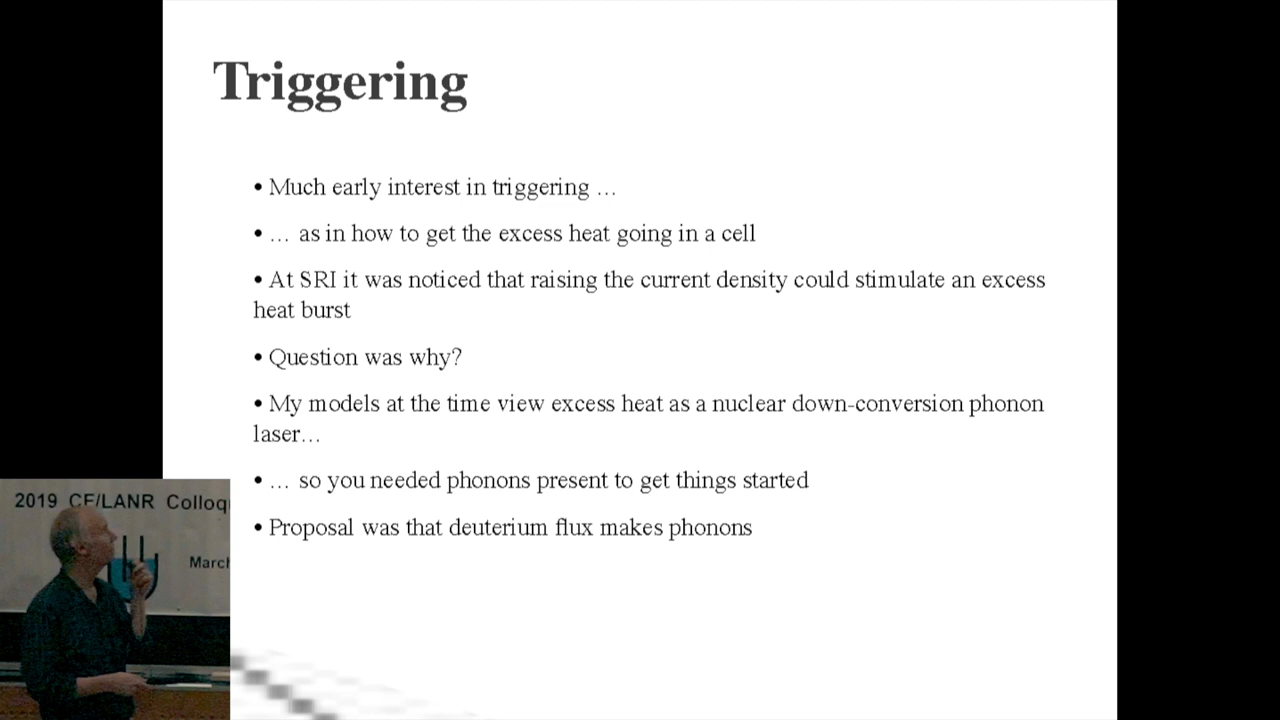 Triggering
• Much early interest in triggering …
• … as in how to get the excess heat going in a cell
• At SRI it was noticed that raising the current density could stimulate an excess
heat burst
• Question was why?
• My models at the time view excess heat as a nuclear down-conversion phonon
laser…
• … so you needed phonons present to get things started
• Proposal was that deuterium flux makes phonons
2019 CF/LANR Colloq
March